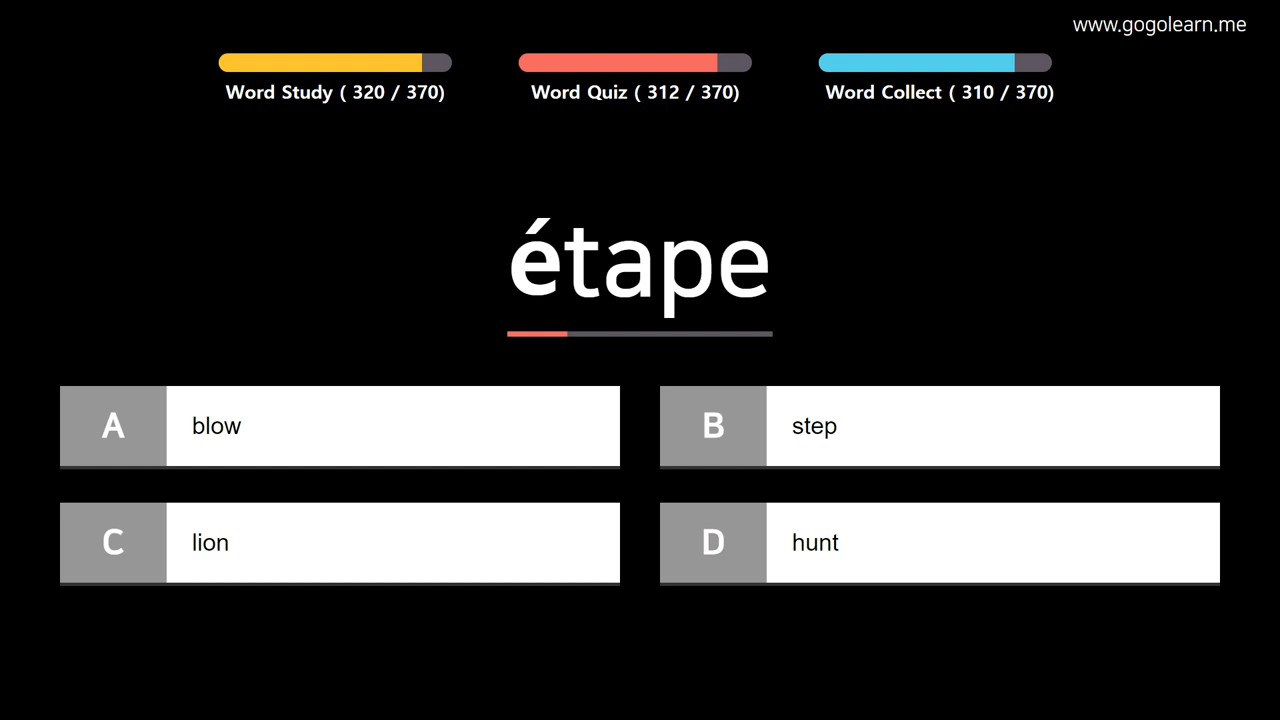 www.gogolearn.me
Word Study ( 320 / 370)
Word Quiz ( 312 / 370)
Word Collect ( 310 / 370)
étape
A blow
B step
C lion
D hunt